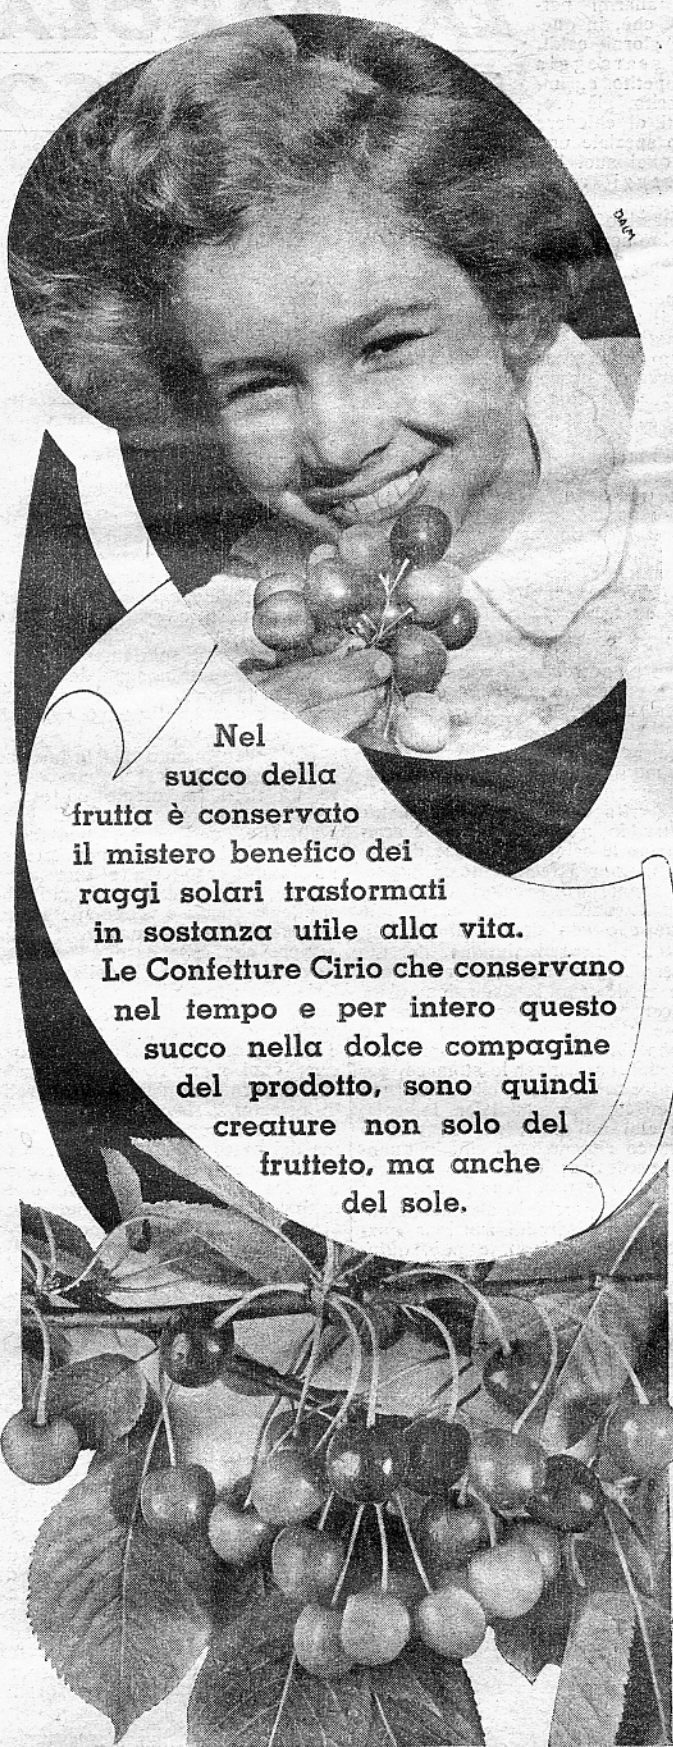 DALM
Nel
succo della
frutta è conservato
il mistero benefico dei
raggi solari trasformati
in sostanza utile alla vita.
Le Confetture Cirio che conservano
nel tempo e per intero questo
succo nella dolce compagine
del prodotto, sono quindi
creature non solo del
frutteto, ma anche
del sole.